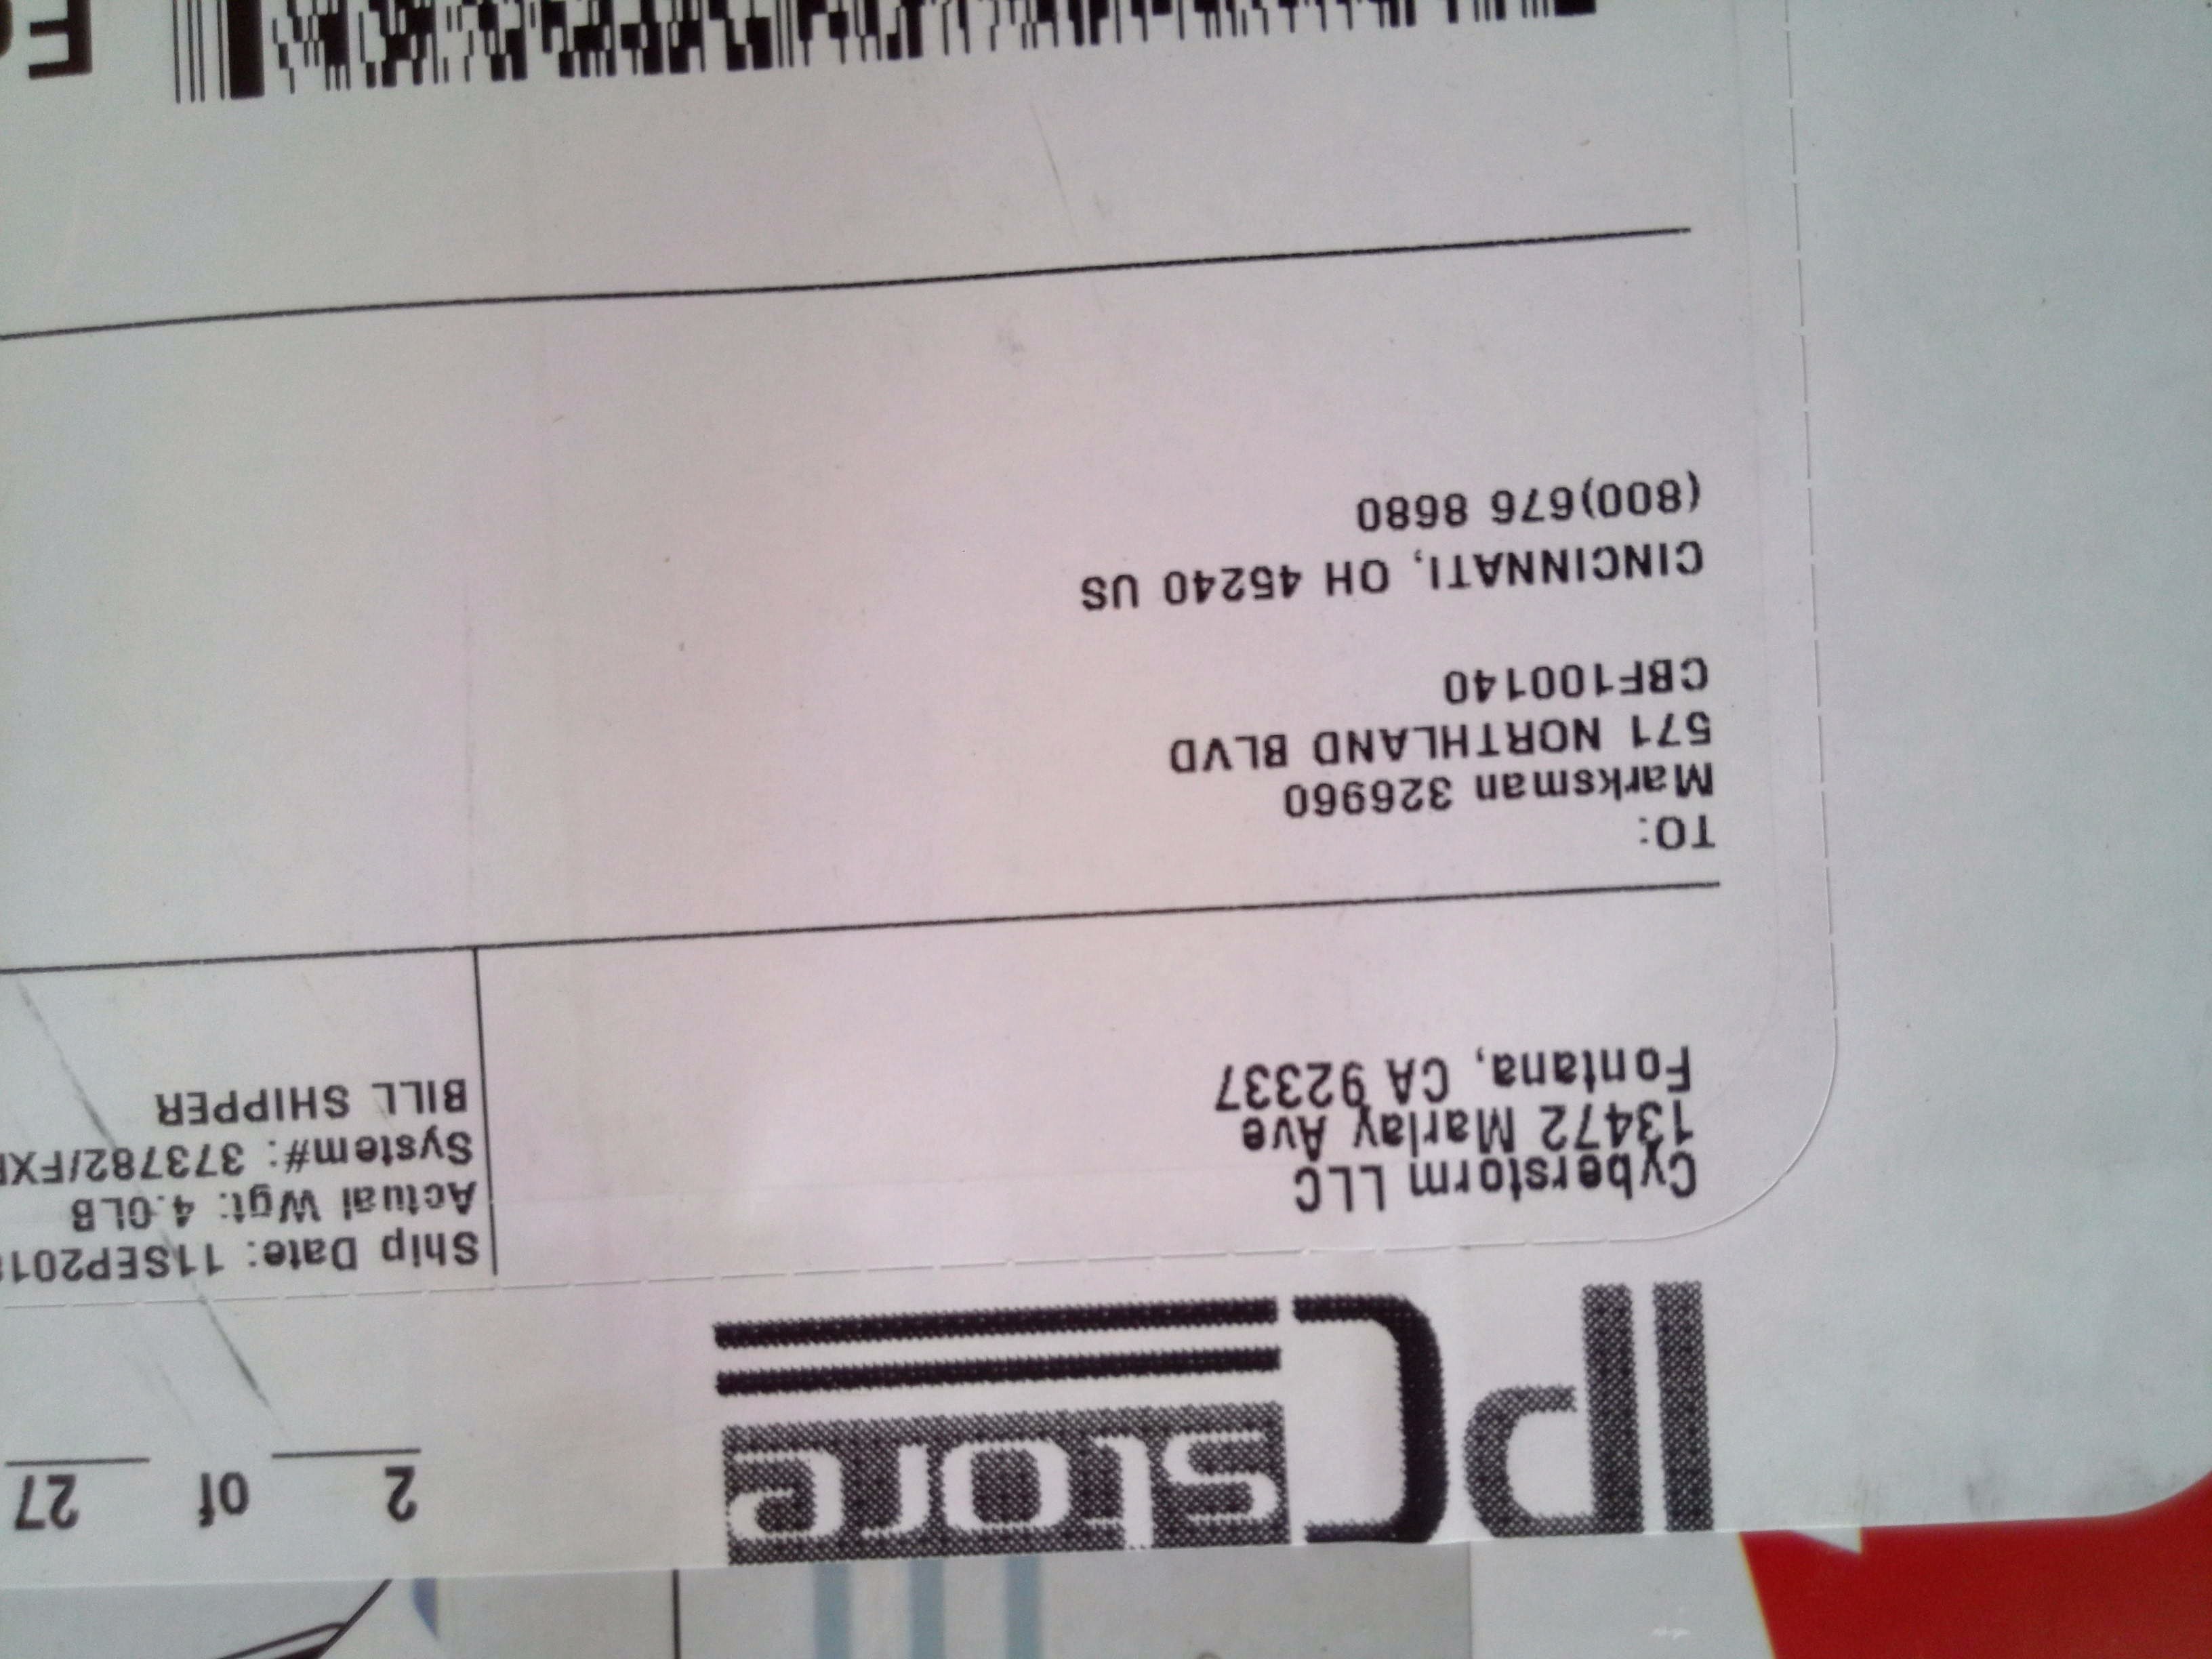 IPC store
2 of 27
Cyberstorm LLC
13472 Marlay Ave
Fontana, CA 92337
Ship Date: 11SEP201
Actual Wgt: 4.0LB
System#: 373782/FX
BILL SHIPPER
TO:
Marksman 326960
571 NORTHLAND BLVD
CBF100140
CINCINNATI, OH 45240 US
(800)676 8680